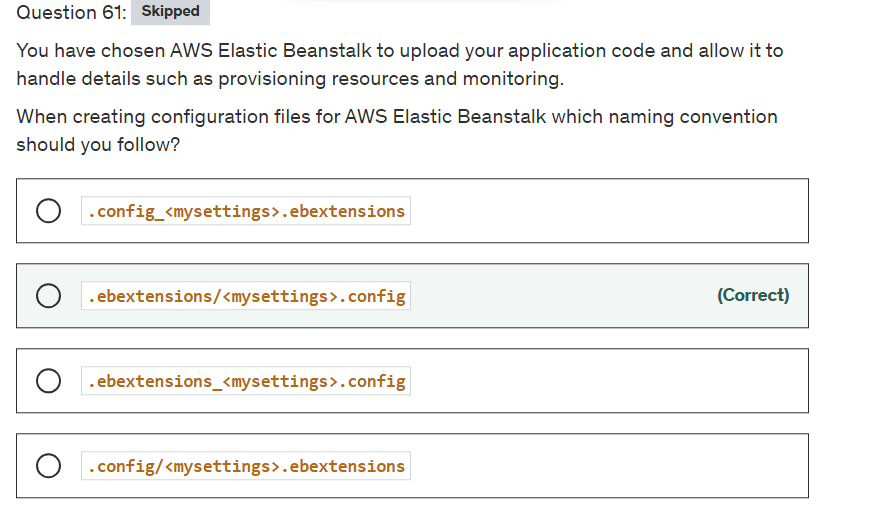 Question 61: Skipped
You have chosen AWS Elastic Beanstalk to upload your application code and allow it to
handle details such as provisioning resources and monitoring.
When creating configuration files for AWS Elastic Beanstalk which naming convention
should you follow?
.config_<mysettings>.ebextensions
.ebextensions/<mysettings>.config (Correct)
.ebextensions_<mysettings>.config
.config/<mysettings>.ebextensions